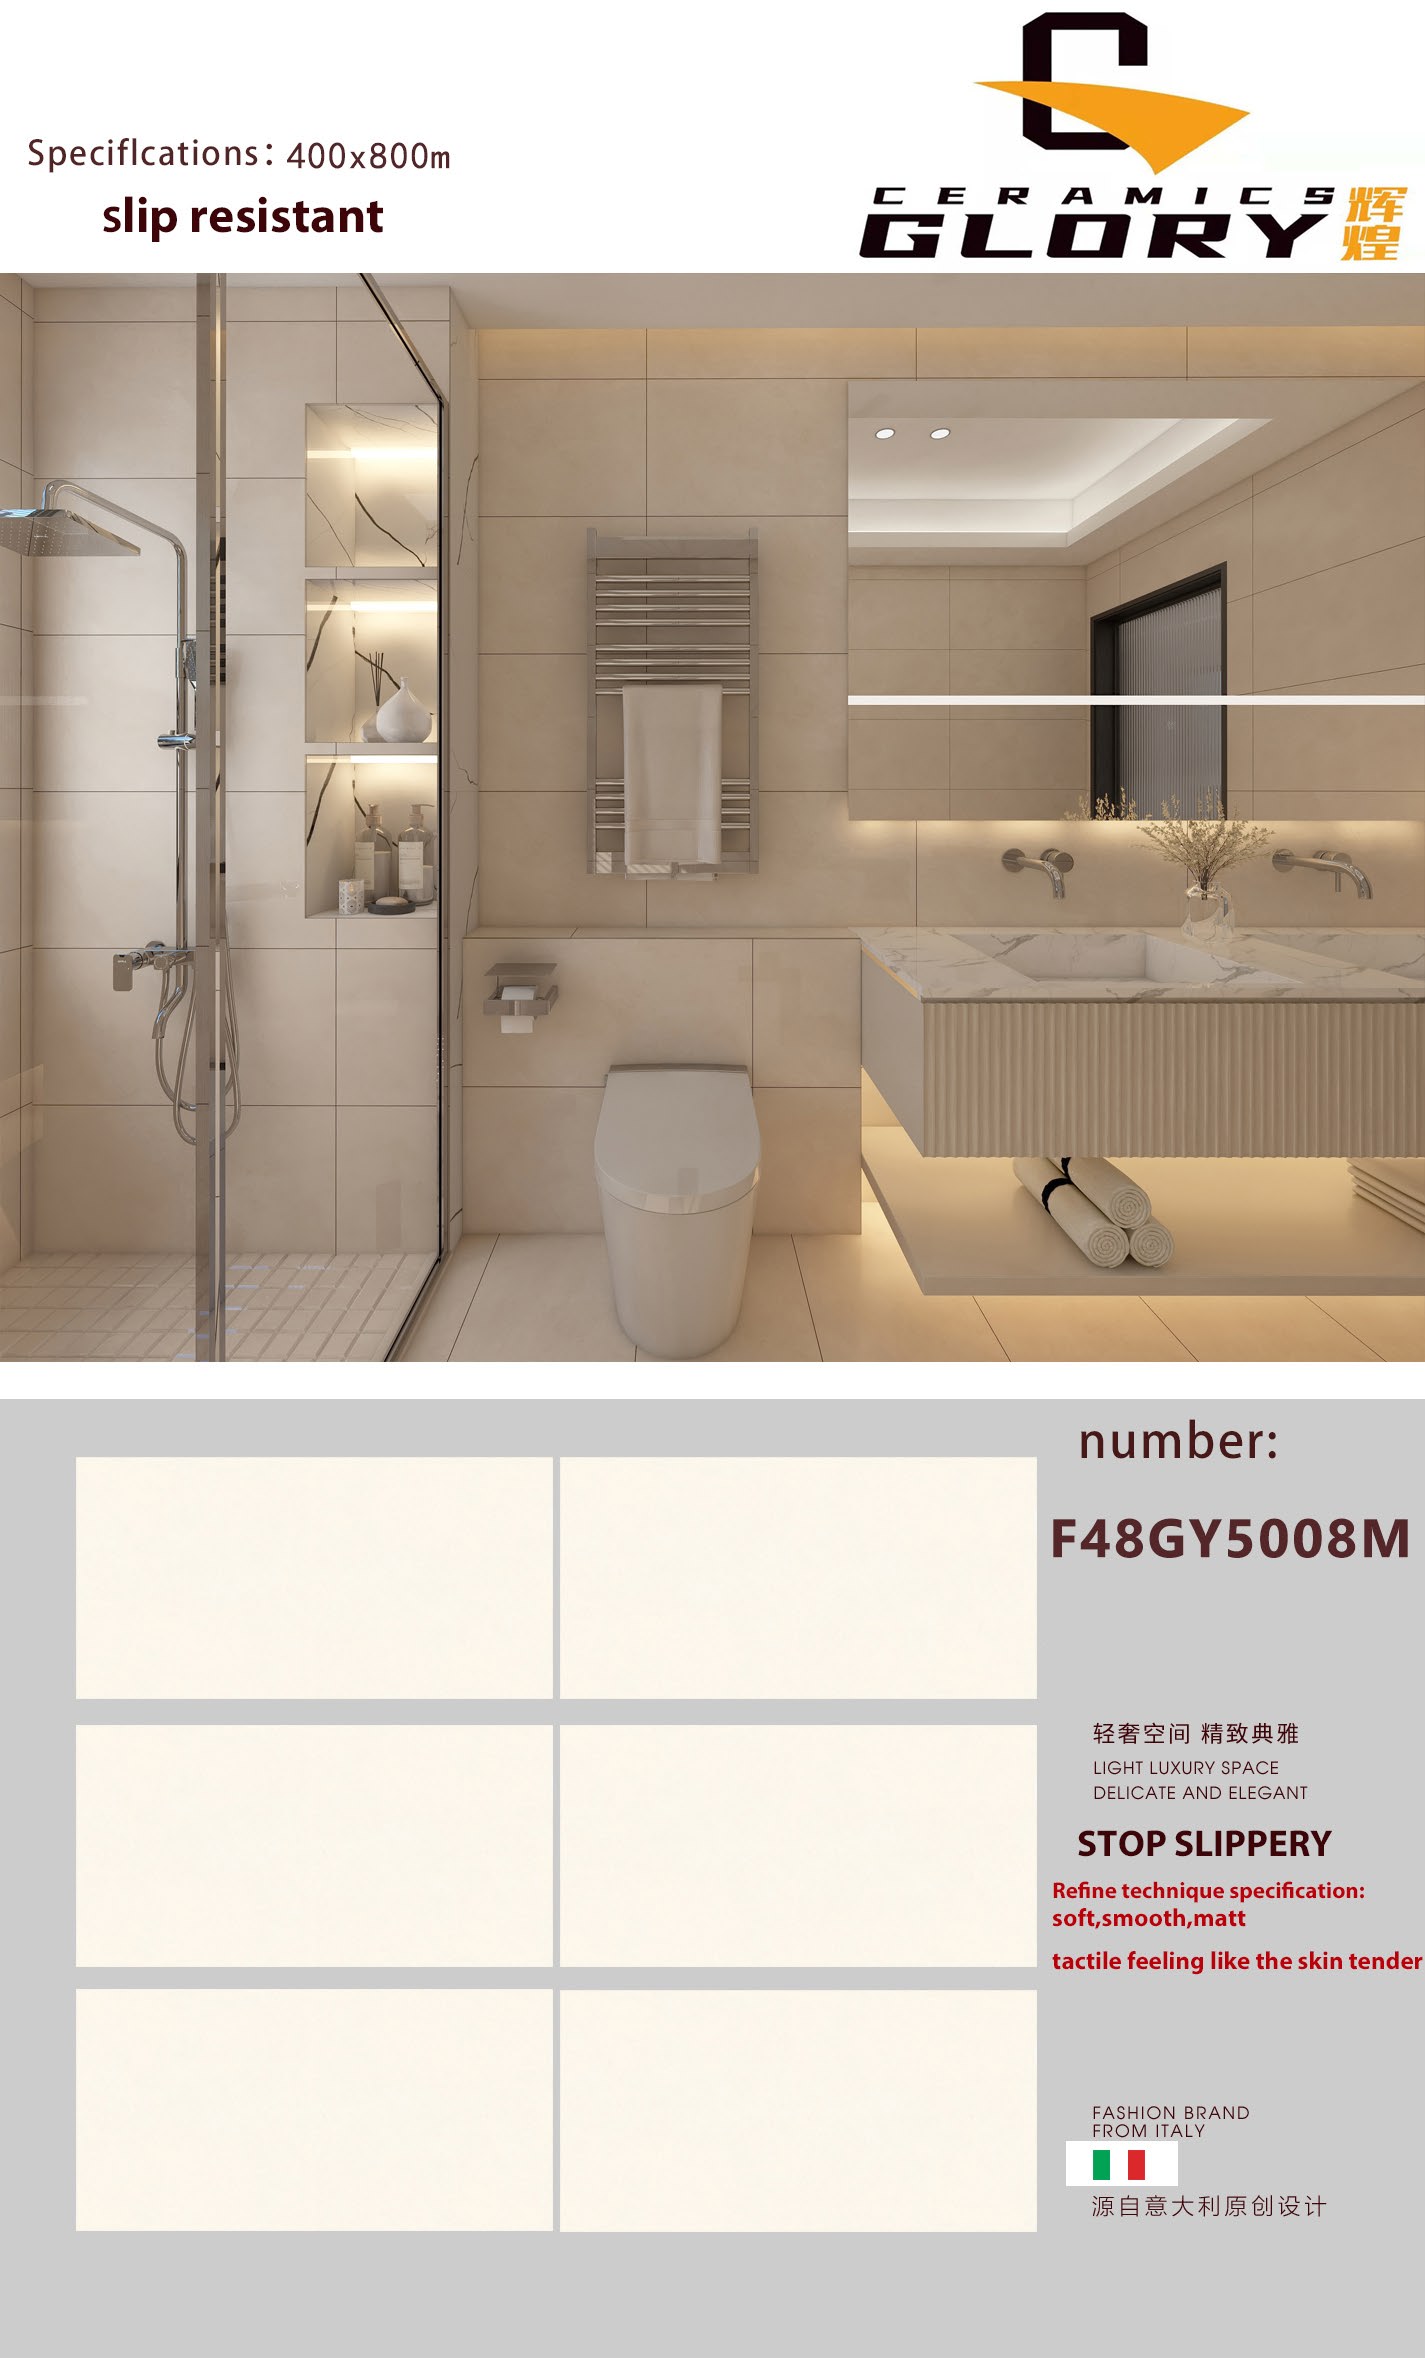 Speciflcations: 400x800m
slip resistant
C
CERAMICS
GLORY 辉煌
number:
F48GY5008M
轻奢空间 精致典雅
LIGHT LUXURY SPACE
DELICATE AND ELEGANT
STOP SLIPPERY
Refine technique specification:
soft,smooth,matt
tactile feeling like the skin tender
FASHION BRAND
FROM ITALY
源自意大利原创设计